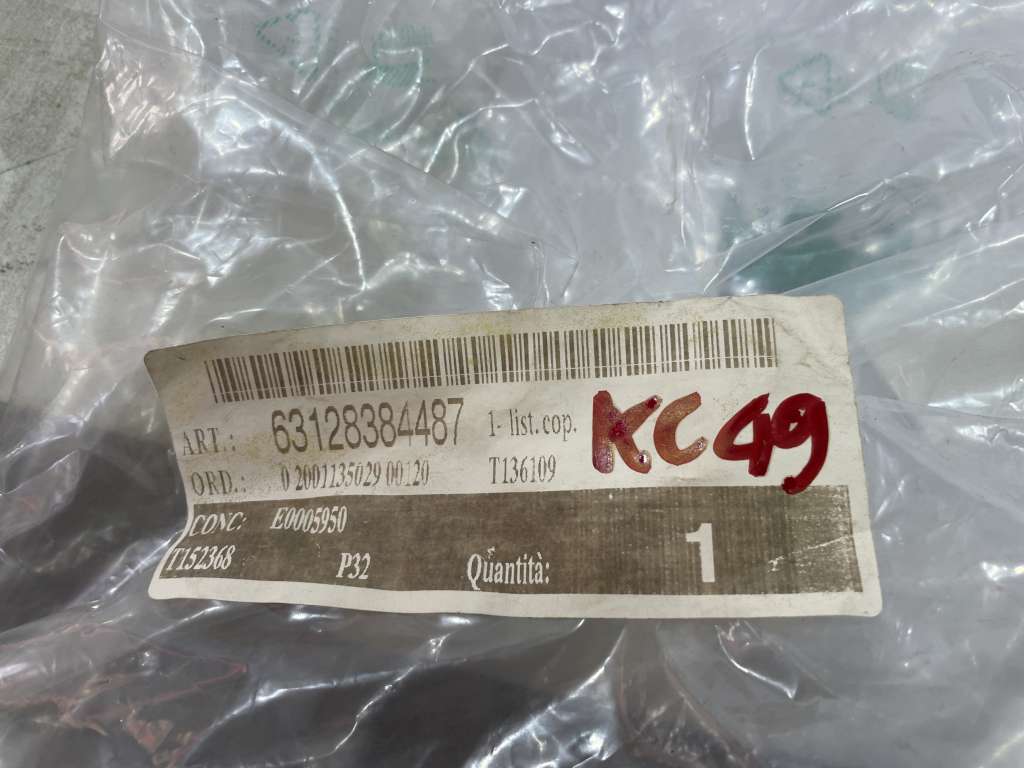 ART.: 63128384487 1- list.cop. KC49
ORD.: 0 2001135029 00120 T136109
CONC: E0005950
T152368 P32 Quantità: 1